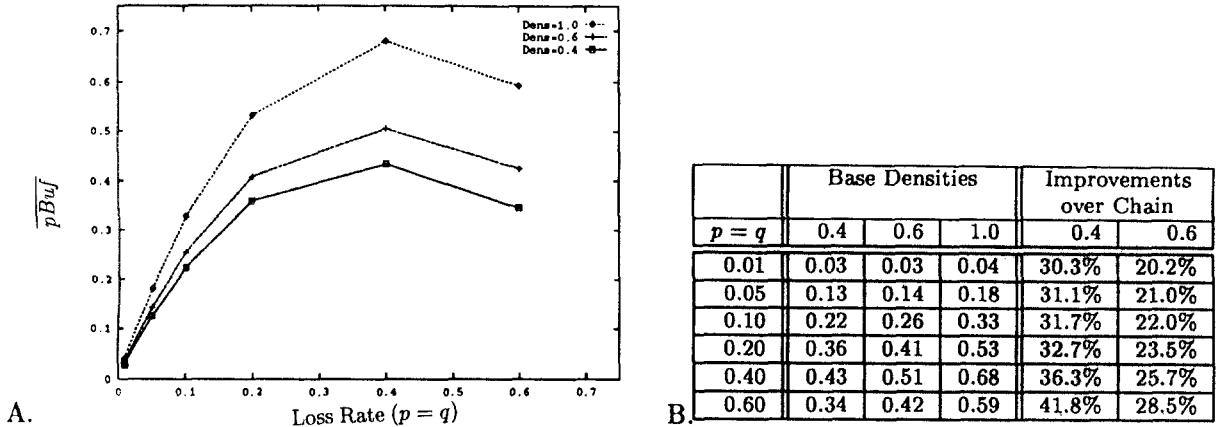 Dens=1.0
Dens=0.6
Dens=0.4
0.7
0.6
0.5
0.4
0.3
0.2
0.1
0
pBuf
0 0.1 0.2 0.3 0.4 0.5 0.6 0.7
Loss Rate (p = q)
A.
Base Densities Improvements
over Chain
p = q 0.4 0.6 1.0 0.4 0.6
0.01 0.03 0.03 0.04 30.3% 20.2%
0.05 0.13 0.14 0.18 31.1% 21.0%
0.10 0.22 0.26 0.33 31.7% 22.0%
0.20 0.36 0.41 0.53 32.7% 23.5%
0.40 0.43 0.51 0.68 36.3% 25.7%
0.60 0.34 0.42 0.59 41.8% 28.5%
B.